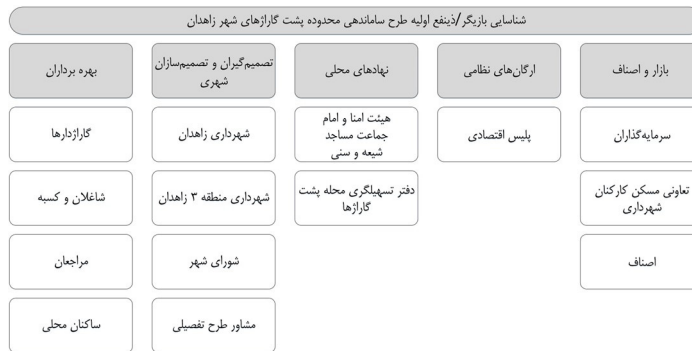 شناسایی بازیگر/ذینفع اولیه طرح ساماندهی محدوده پشت گاراژهای شهر زاهدان
بازار و اصناف
سرمایه‌گذاران
تعاونی مسکن کارکنان
شهرداری
اصناف
ارگان‌های نظامی
پلیس اقتصادی
نهادهای محلی
هیئت امنا و امام
جماعت مساجد
شیعه و سنی
دفتر تسهیلگری محله پشت
گاراژها
تصمیم‌گیران و تصمیم‌سازان
شهری
شهرداری زاهدان
شهرداری منطقه ۳ زاهدان
شورای شهر
مشاور طرح تفصیلی
بهره برداران
گاراژدارها
شاغلان و کسبه
مراجعان
ساکنان محلی